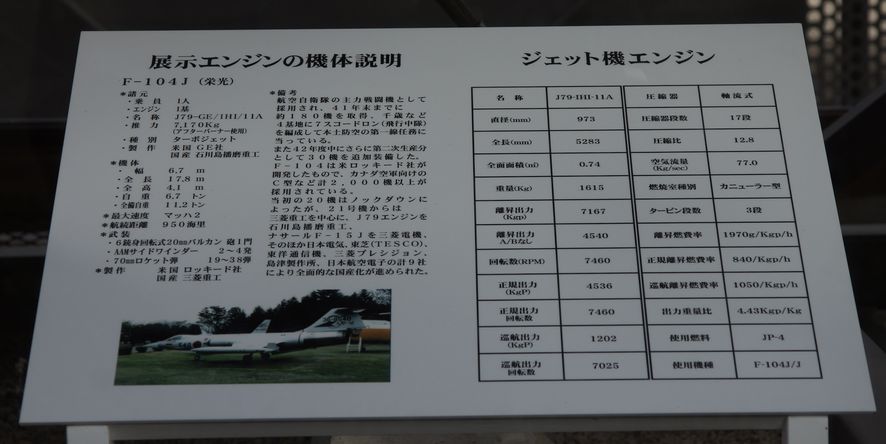 展示エンジンの機体説明
F-104J (栄光)
＊諸元
・乗 員 1人
・エンジン 1基
・名 称 J79-GE/IHI/11A
・推 力 7,170Kg
(アフターバーナー使用)
・種 別 ターボジェット
・製 作 米国 GE社
国産 石川島播磨重工
＊機体
・ 幅 6.7 m
・全 長 17.8 m
・全 高 4.1 m
・自 重 6.7 トン
・全備自重 11.2トン
＊最大速度 マッハ2
＊航続距離 950海里
＊武装
・6銃身回転式20mmバルカン 砲1門
・AAMサイドワインダー 2～4発
・70mmロケット弾 19～38弾
＊製作 米国 ロッキード社
国産 三菱重工
＊備考
航空自衛隊の主力戦闘機として
採用され、41年末までに
約180機を取得、千歳など
4基地に7スコードロン(飛行中隊)
を編成して本土防空の第一線任務に
当っている。
また42年度中にさらに第二次生産分
として30機を追加装備した。
F-104は米ロッキード社が
開発したもので、カナダ空軍向けの
C型など計2,000機以上が
採用されている。
当初の20機はノックダウンに
よったが、21号機からは
三菱重工を中心に、J79エンジンを
石川島播磨重工、
ナサールF-15Jを三菱電機、
そのほか日本電気、東芝(TESCO)、
東洋通信機、三菱プレシジョン、
島津製作所、日本航空電子の計9社
により全面的な国産化が進められた。
ジェット機エンジン
名 称 J79-IHI-11A 圧縮器 軸流式
直径(mm) 973 圧縮器段数 17段
全長(mm) 5283 圧縮比 12.8
全面面積(㎡) 0.74 空気流量(Kg/sec) 77.0
重量(Kg) 1615 燃焼室種別 カニューラー型
離昇出力(Kgp) 7167 タービン段数 3段
離昇出力A/Bなし 4540 離昇燃費率 1970g/Kgp/h
回転数(RPM) 7460 正規離昇燃費率 840/Kgp/h
正規出力(KgP) 4536 巡航離昇燃費率 1050/Kgp/h
正規出力回転数 7460 出力重量比 4.43Kgp/Kg
巡航出力(KgP) 1202 使用燃料 JP-4
巡航出力回転数 7025 使用機種 F-104J/J